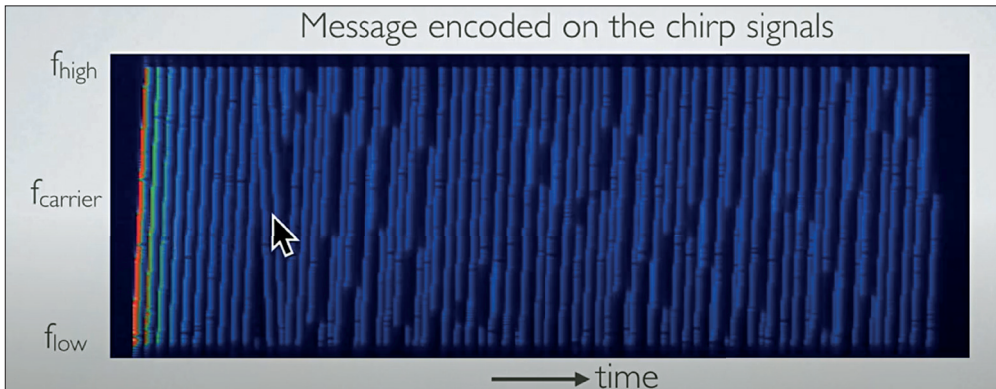 Message encoded on the chirp signals
fhigh
fcarrier
flow
time